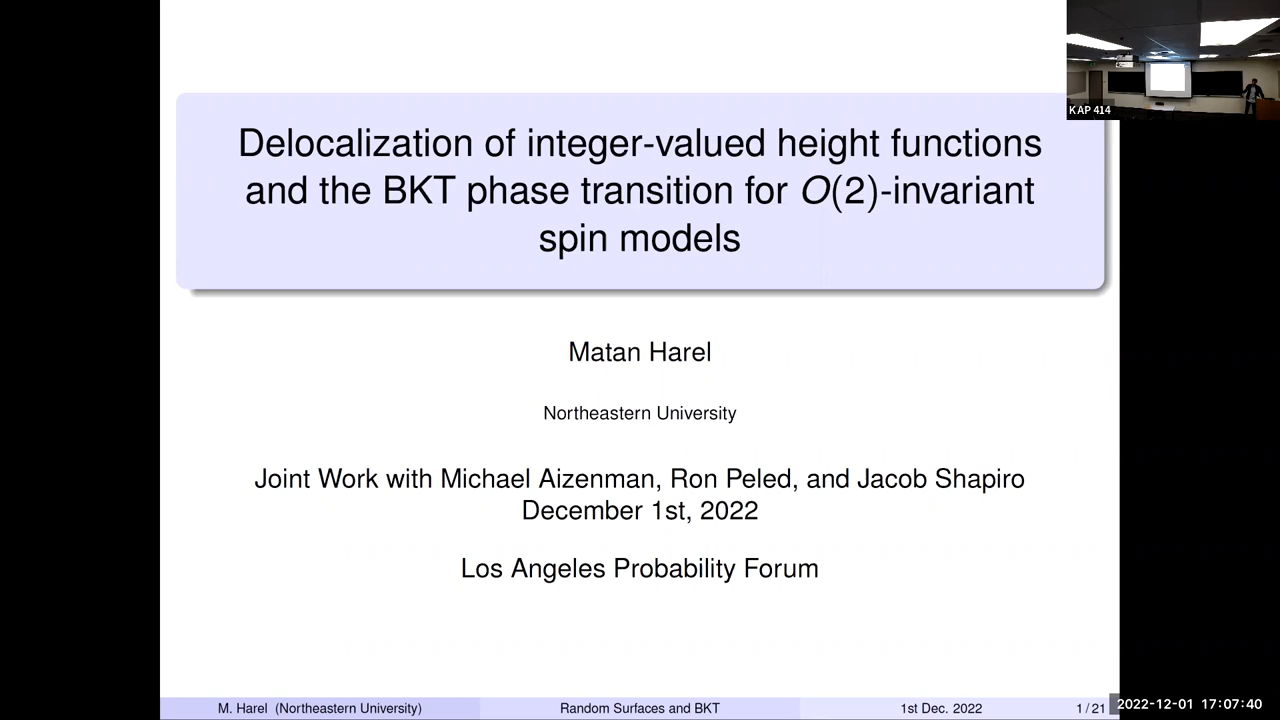 KAP 414
Delocalization of integer-valued height functions
and the BKT phase transition for O(2)-invariant
spin models
Matan Harel
Northeastern University
Joint Work with Michael Aizenman, Ron Peled, and Jacob Shapiro
December 1st, 2022
Los Angeles Probability Forum
M. Harel (Northeastern University) Random Surfaces and BKT 1st Dec. 2022 1 / 21
2022-12-01 17:07:40